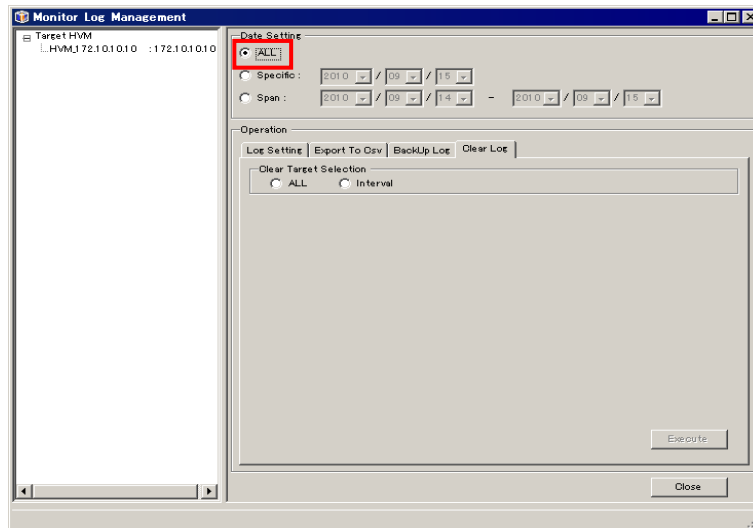 Monitor Log Management
Target HVM
HVM_172.10.10.10 : 172.10.10.10
Date Setting
ALL
Specific : 2010 / 09 / 15
Span : 2010 / 09 / 14 - 2010 / 09 / 15
Operation
Log Setting Export To Csv BackUp Log Clear Log
Clear Target Selection
ALL Interval
Execute
Close